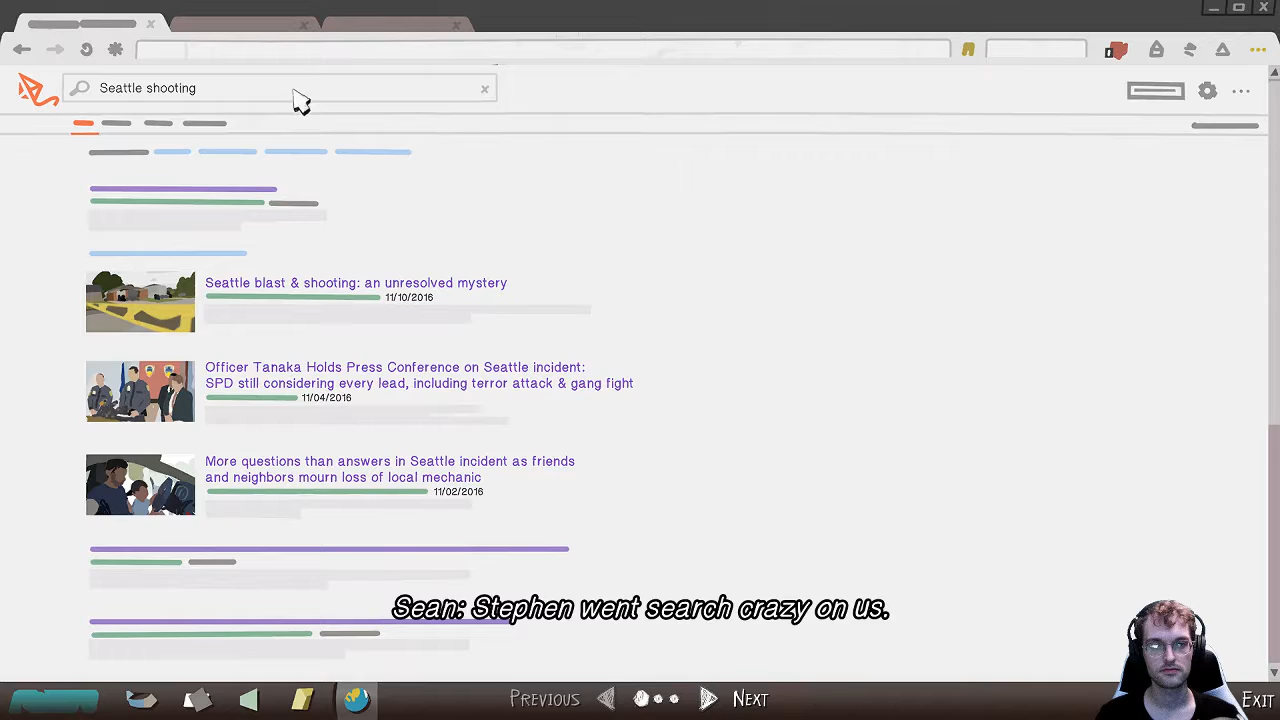 Seattle shooting
Seattle blast & shooting: an unresolved mystery
11/10/2016
Officer Tanaka Holds Press Conference on Seattle incident:
SPD still considering every lead, including terror attack & gang fight
11/04/2016
More questions than answers in Seattle incident as friends
and neighbors mourn loss of local mechanic
11/02/2016
Sean: Stephen went search crazy on us.
PREVIOUS
NEXT
EXIT